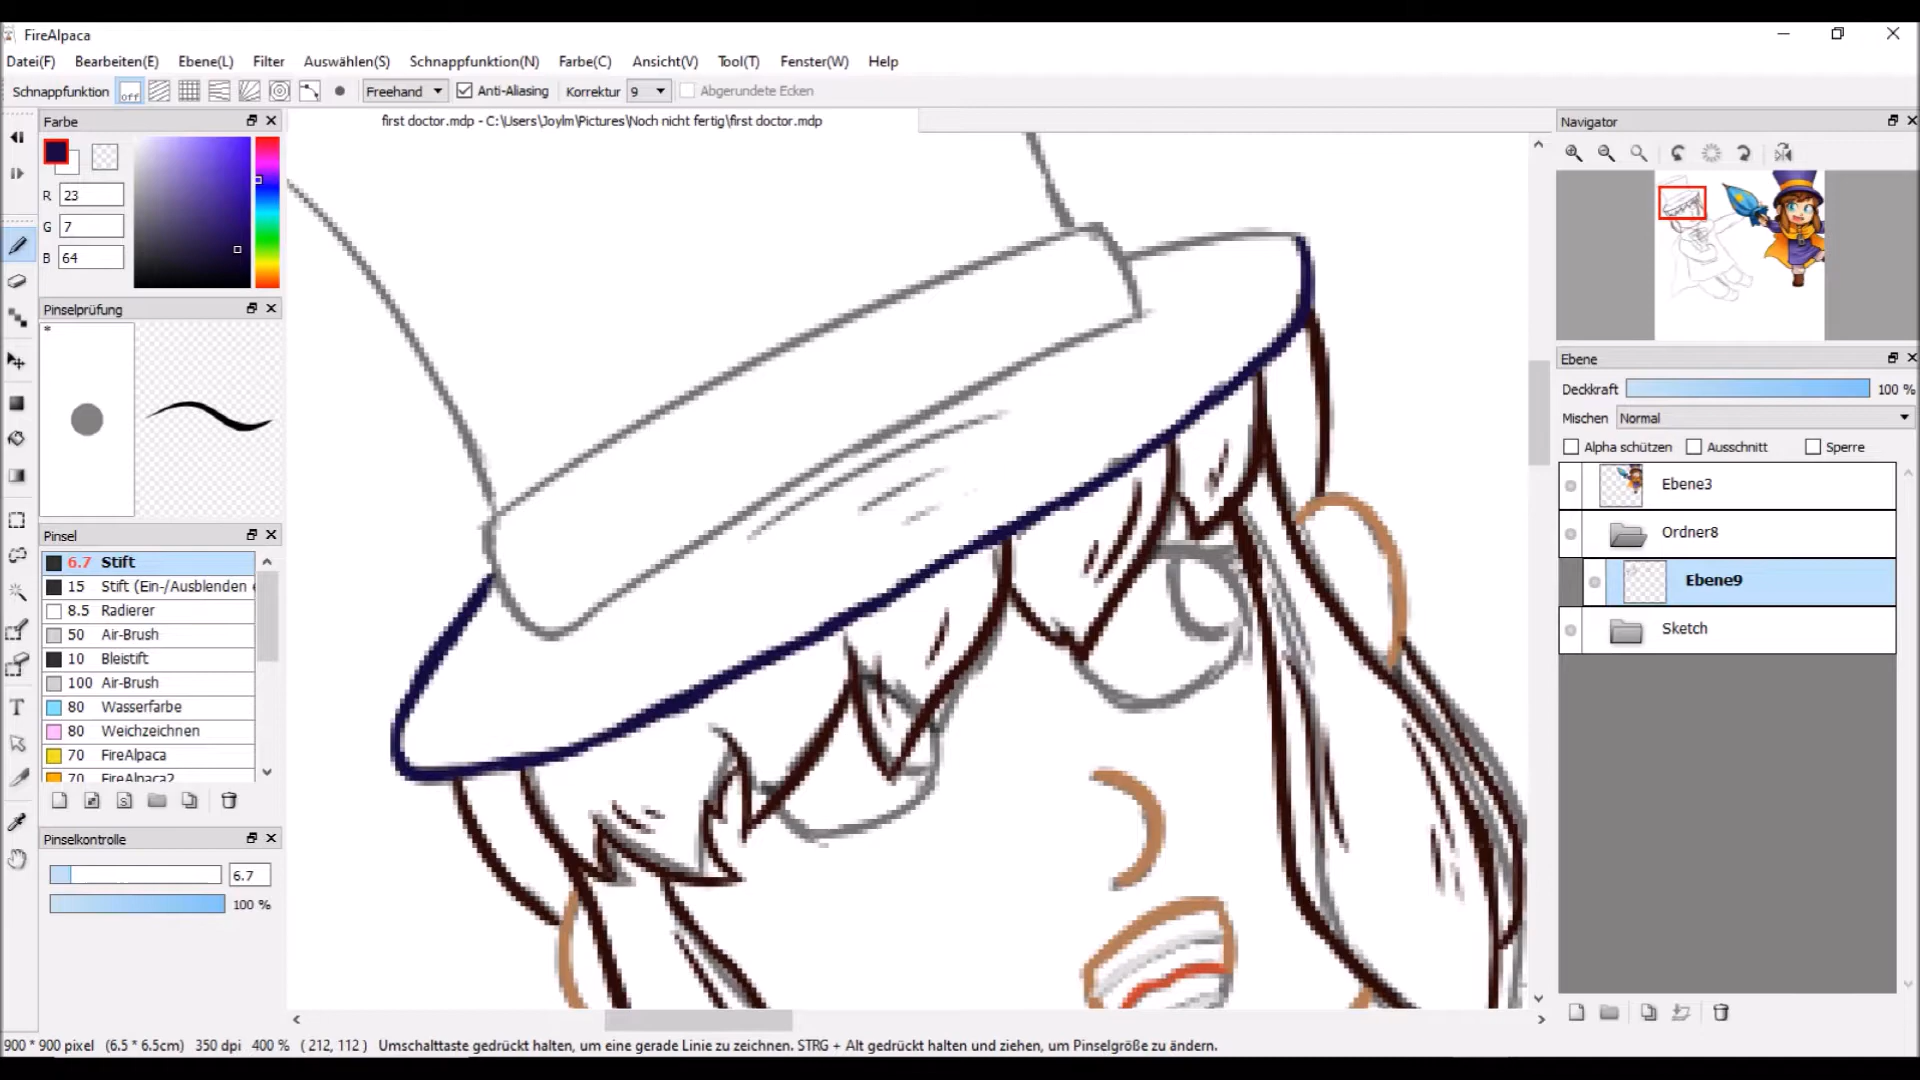 FireAlpaca
Datei(F) Bearbeiten(E) Ebene(L) Filter Auswählen(S) Schnappfunktion(N) Farbe(C) Ansicht(V) Tool(T) Fenster(W) Help
Schnappfunktion off Freehand Anti-Aliasing Korrektur 9 Abgerundete Ecken
Farbe
first doctor.mdp - C:\Users\Joylm\Pictures\Noch nicht fertig\first doctor.mdp
Navigator
R 23
G 7
B 64
Pinselprüfung
*
Pinsel
6.7 Stift
15 Stift (Ein-/Ausblenden
8.5 Radierer
50 Air-Brush
10 Bleistift
100 Air-Brush
80 Wasserfarbe
80 Weichzeichnen
70 FireAlpaca
70 FireAlpaca2
S
Pinselkontrolle
6.7
100 %
T
Ebene
Deckkraft 100 %
Mischen Normal
Alpha schützen Ausschnitt Sperre
Ebene3
Ordner8
Ebene9
Sketch
900 * 900 pixel (6.5 * 6.5cm) 350 dpi 400 % ( 212, 112 ) Umschalttaste gedrückt halten, um eine gerade Linie zu zeichnen. STRG + Alt gedrückt halten und ziehen, um Pinselgröße zu ändern.